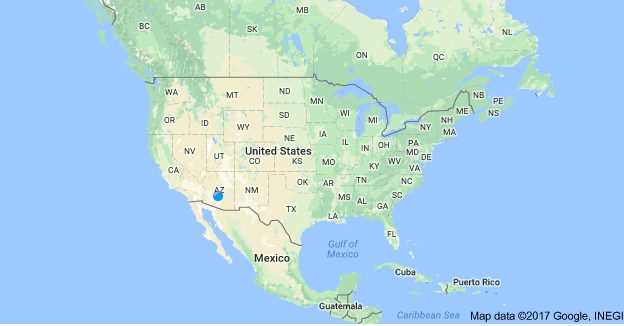 AB
MB
BC
SK
NL
ON
QC
WA
MT
ND
MN
NB
PE
NS
ME
OR
ID
SD
WI
MI
NH
NY
MA
WY
IA
NE
NV
UT
CO
United States
KS
IL
IN
OH
PA
MD
DE
MO
WV
VA
KY
CA
AZ
NM
OK
AR
TN
NC
SC
MS
AL
GA
TX
LA
FL
Gulf of
Mexico
Mexico
Cuba
Puerto Rico
Guatemala
Caribbean Sea
Map data ©2017 Google, INEGI